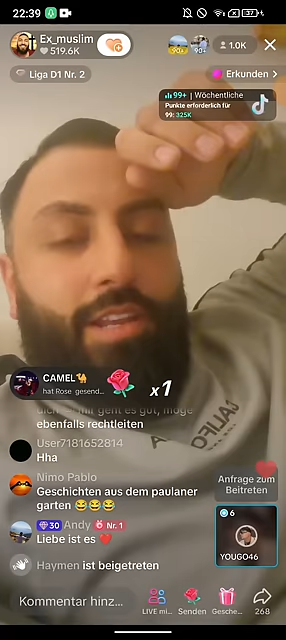 22:39
37
Ex_muslim
519.6K
90+
90+
1.0K
Liga D1 Nr. 2
Erkunden >
99+ | Wöchentliche
Punkte erforderlich für
99: 325K
CAMEL🐪
hat Rose gesend...
x1
dich mir geht es gut, möge
ebenfalls rechtleiten
User7181652814
Hha
Nimo Pablo
Geschichten aus dem paulaner
garten 😂😂😂
30 Andy Nr. 1
Liebe ist es ❤️
Haymen ist beigetreten
Anfrage zum
Beitreten
6
YOUGO46
Kommentar hinz...
LIVE mi...
Senden
Gesche...
268